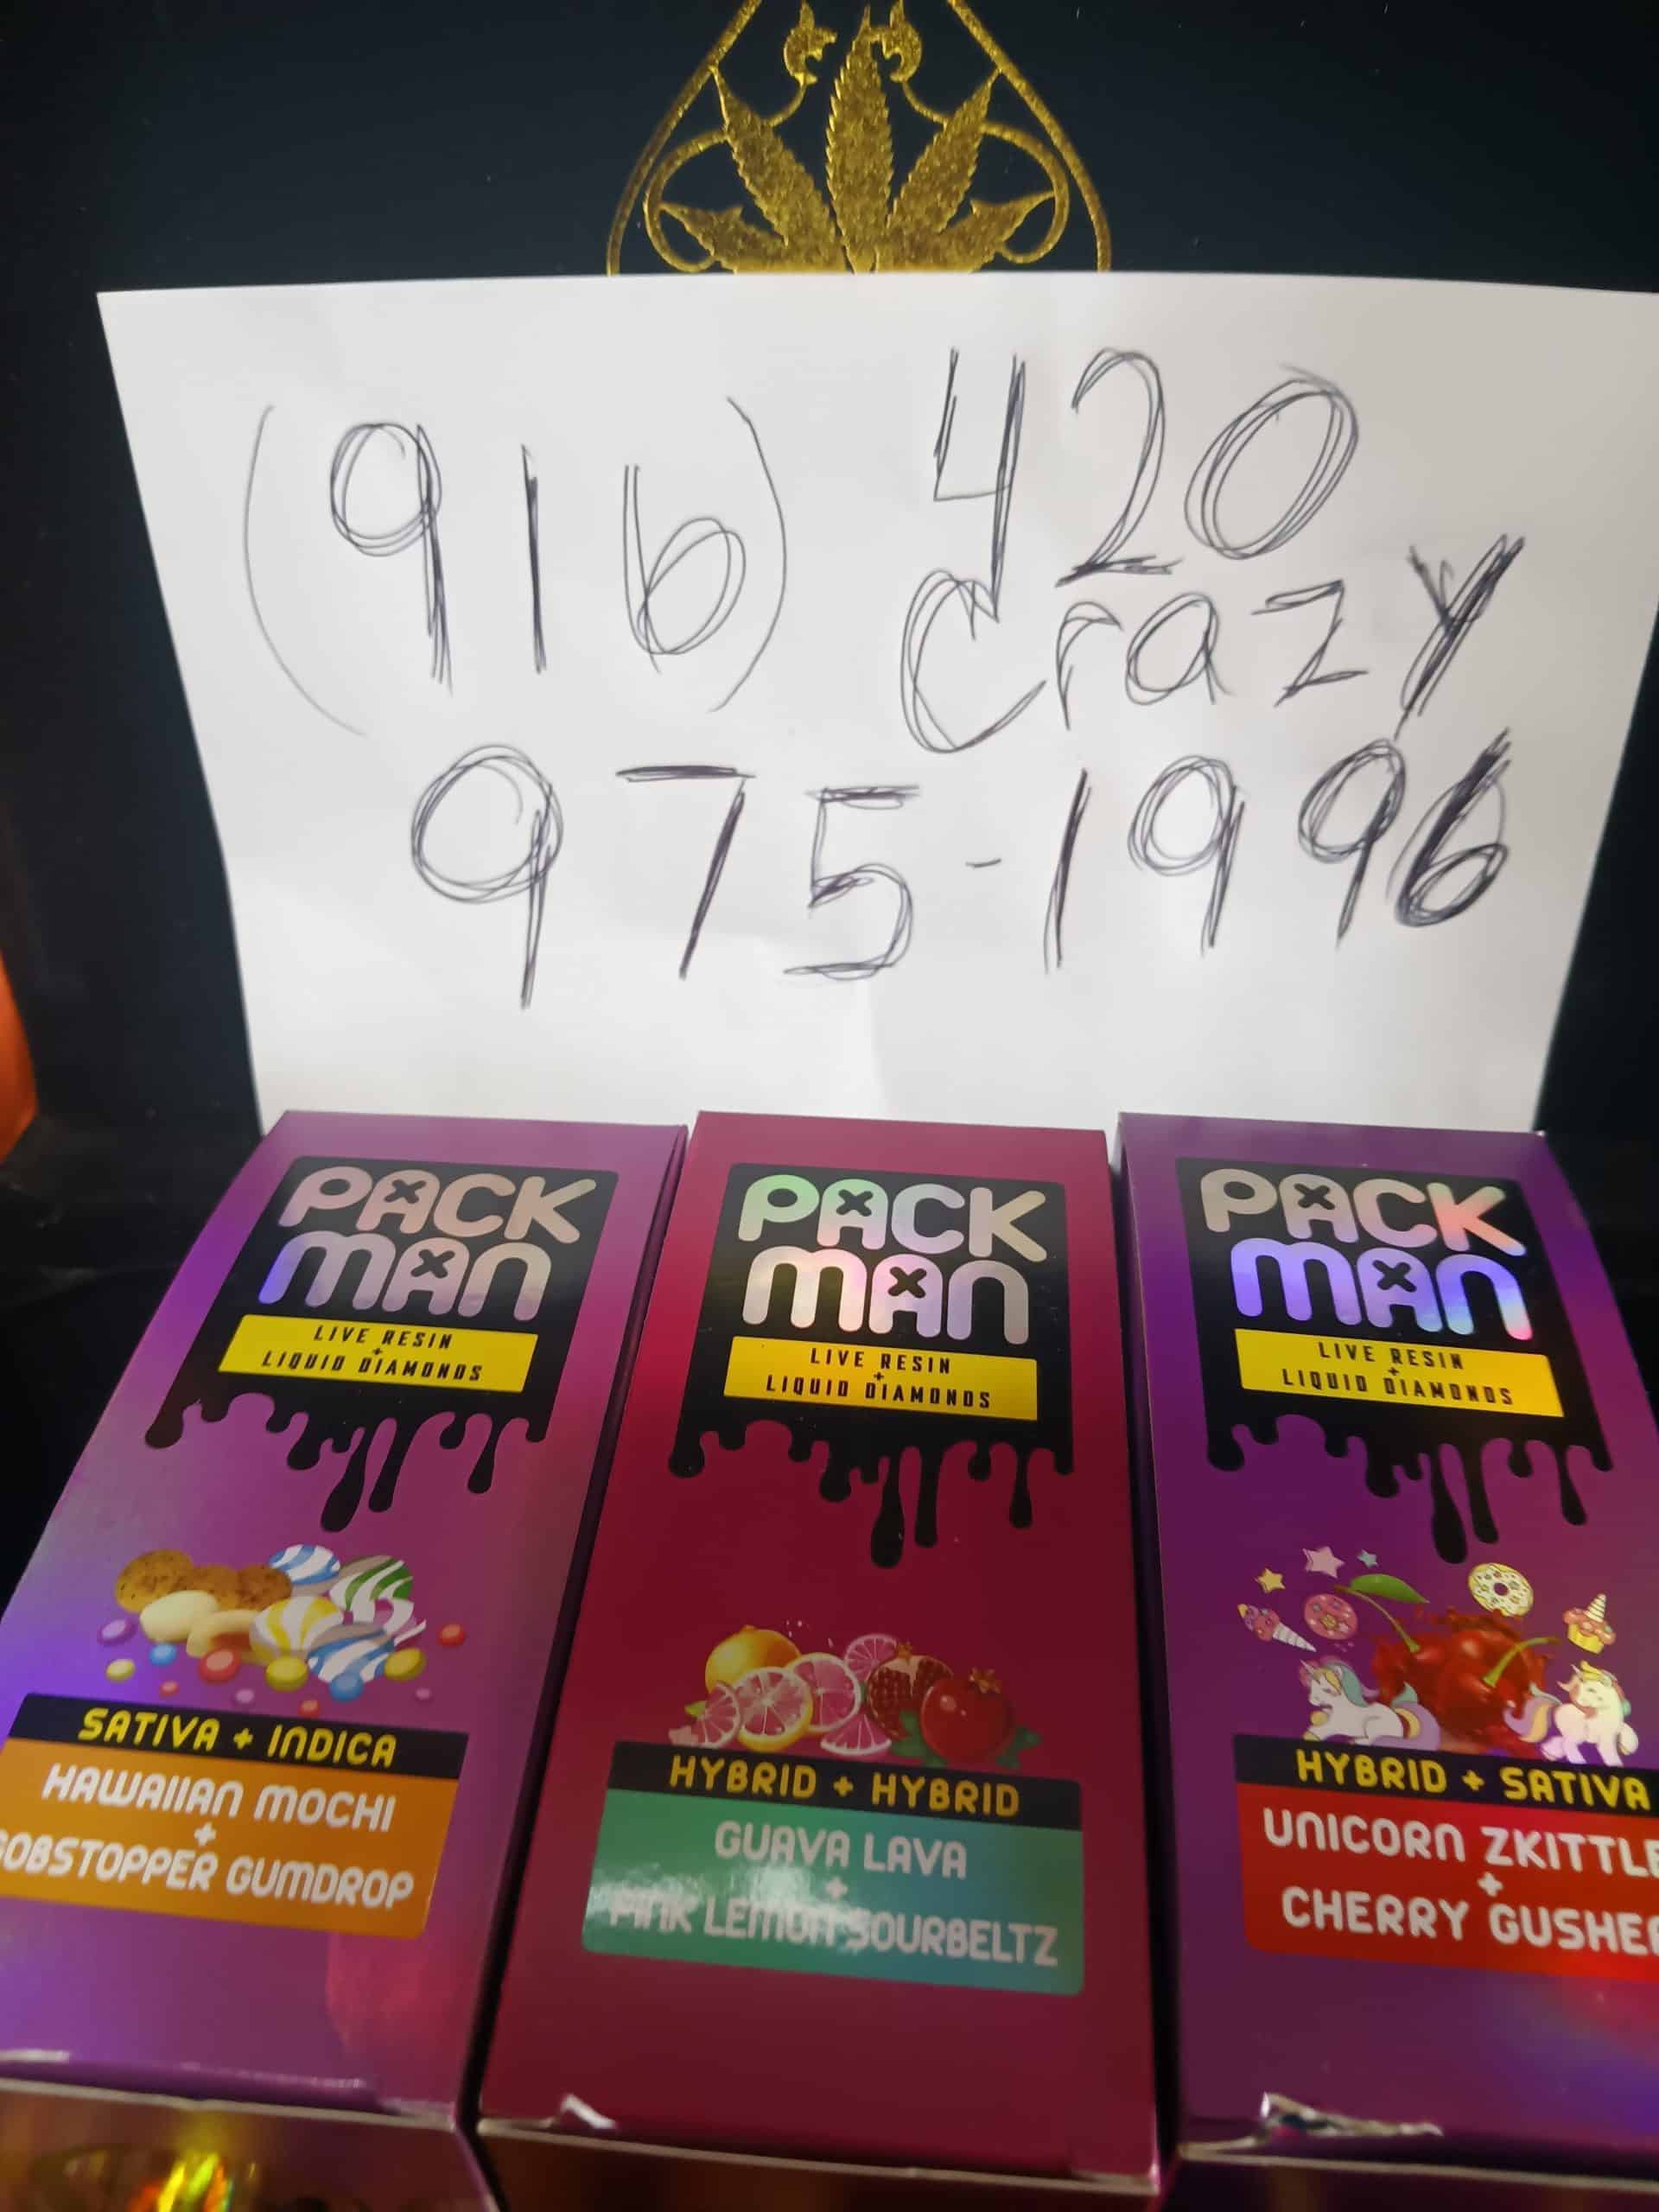 (916) 420
crazy
975-1996
PACK
MAN
LIVE RESIN
+
LIQUID DIAMONDS
SATIVA + INDICA
HAWAIIAN MOCHI
+
GOBSTOPPER GUMDROP
PACK
MAN
LIVE RESIN
+
LIQUID DIAMONDS
HYBRID + HYBRID
GUAVA LAVA
+
PINK LEMON SOURBELTZ
PACK
MAN
LIVE RESIN
+
LIQUID DIAMONDS
HYBRID + SATIVA
UNICORN ZKITTLE
+
CHERRY GUSHE